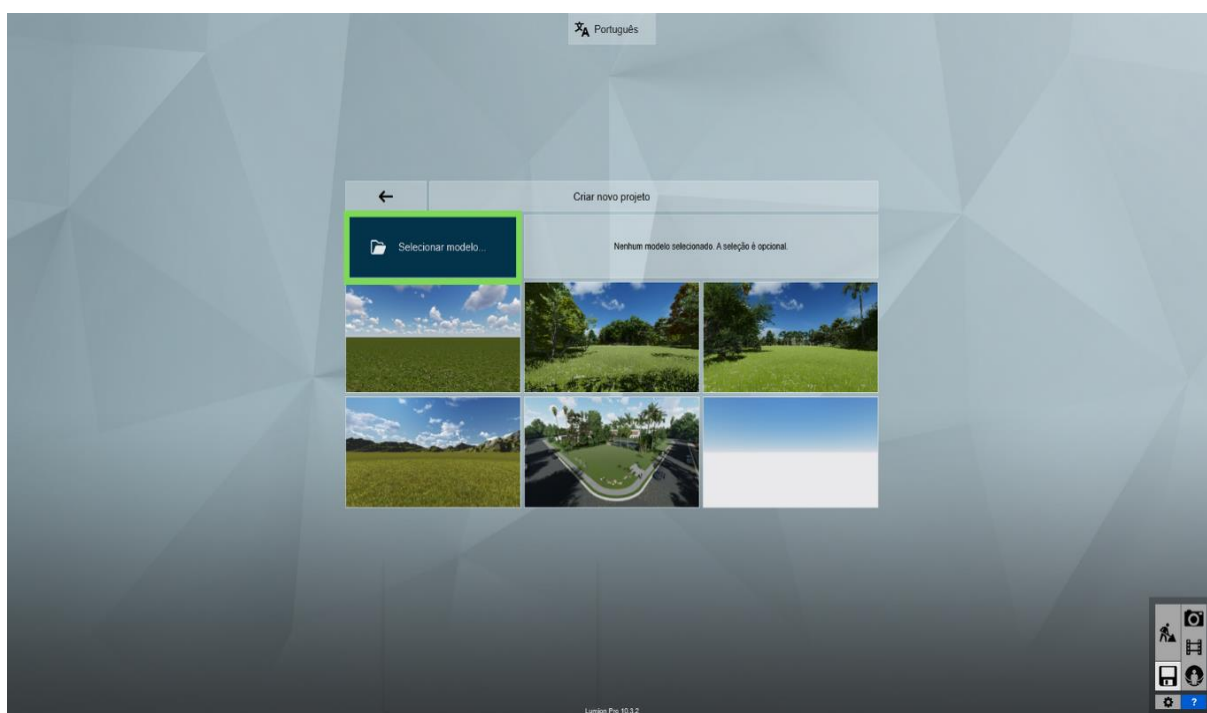 Português
Criar novo projeto
Selecionar modelo...
Nenhum modelo selecionado. A seleção é opcional.
?
Lumion Pro 10.3.2